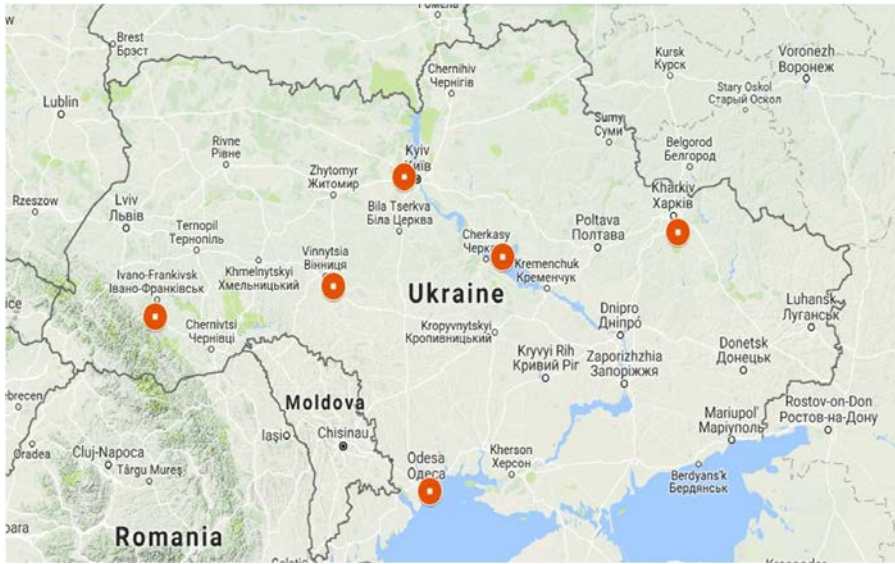 Гомель
Brest
Брэст
Chernihiv
Чернігів
Kursk
Курск
Voronezh
Воронеж
Stary Oskol
Старый Оскол
Lublin
Sumy
Суми
Rivne
Рівне
Kyiv
Belgorod
Белгород
Zhytomyr
Житомир
Rzeszow
Lviv
Львів
Kharkiv
Харків
Bila Tserkva
Біла Церква
Poltava
Полтава
Ternopil
Тернопіль
Cherkasy
Vinnytsia
Вінниця
Khmelnytskyi
Хмельницький
Kremenchuk
Кременчук
Ivano-Frankivsk
Івано-Франківськ
Ukraine
Luhansk
Луганськ
Dnipro
Дніпро́
Chernivtsi
Чернівці
Kropyvnytskyi
Кропивницький
Donetsk
Донецьк
Kryvyi Rih
Кривий Ріг
Zaporizhzhia
Запоріжжя
Moldova
Rostov-on-Don
Ростов-на-Дону
Mariupol'
Маріуполь
Iași
Chisinau
Odesa
Одеса
Kherson
Херсон
Cluj-Napoca
Târgu Mureș
Berdyans'k
Бердянськ
Romania